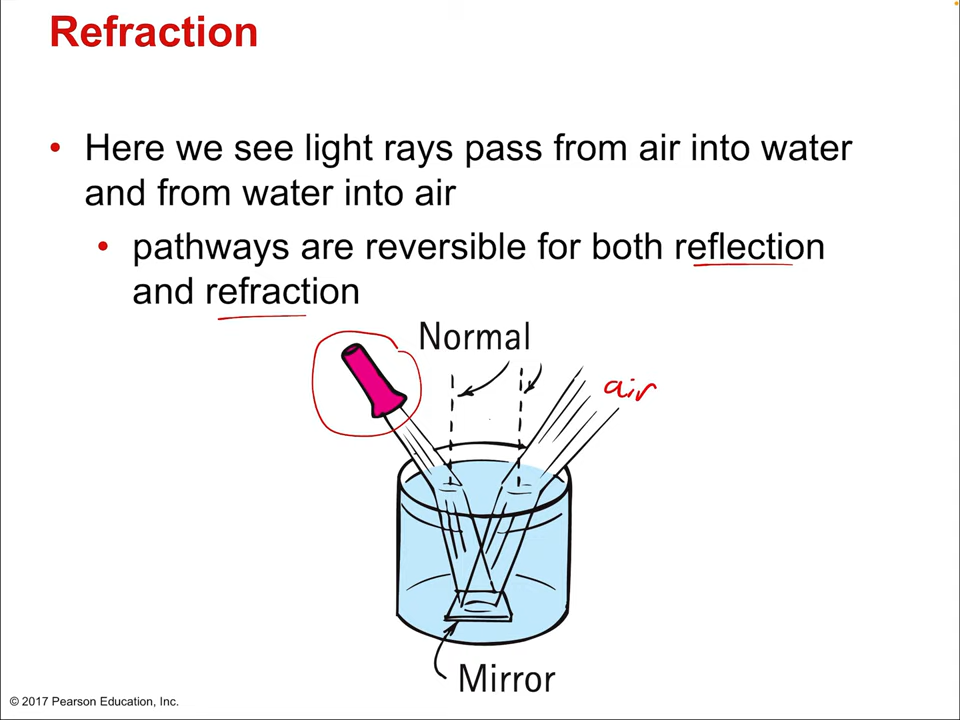 Refraction
• Here we see light rays pass from air into water
and from water into air
• pathways are reversible for both reflection
and refraction
Normal
air
Mirror
© 2017 Pearson Education, Inc.